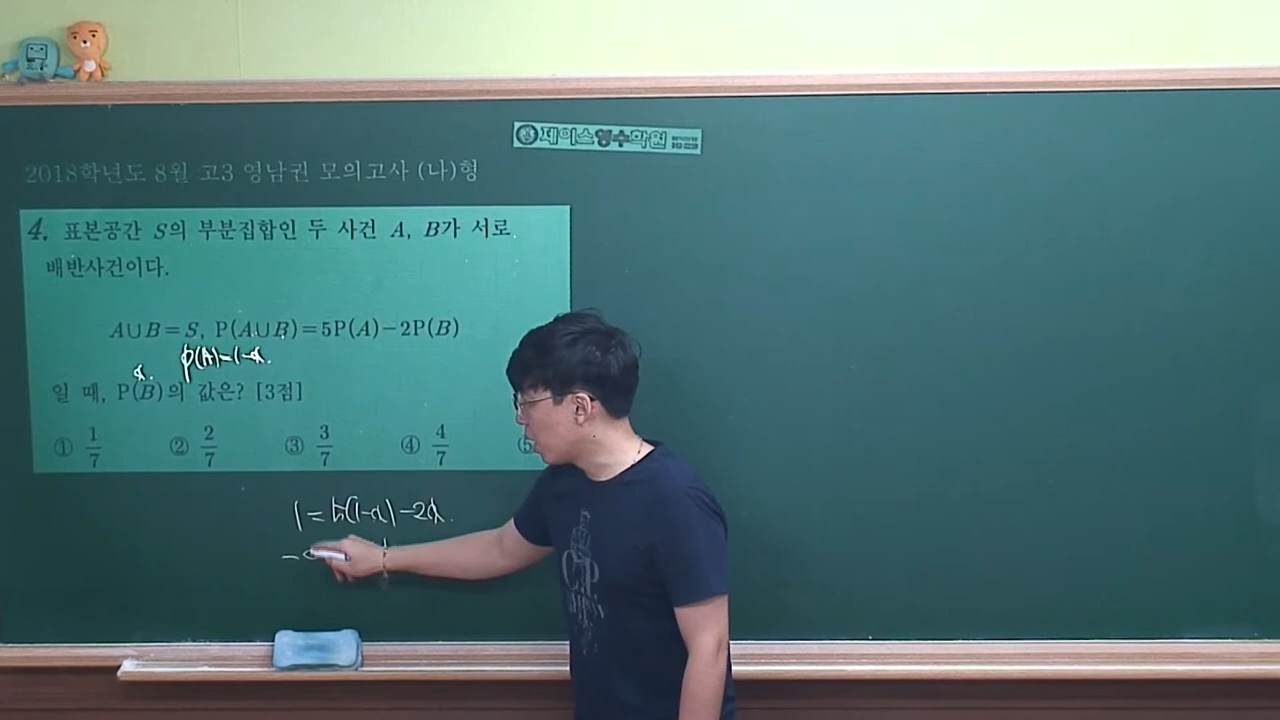 제이스영수학원
2018학년도 8월 고3 영남권 모의고사 (나)형
4. 표본공간 S의 부분집합인 두 사건 A, B가 서로
배반사건이다.
A∪B=S, P(A∪B)=5P(A)-2P(B)
α. P(A)=1-α.
일 때, P(B)의 값은? [3점]
① 1/7 ② 2/7 ③ 3/7 ④ 4/7 ⑤
1=5(1-α)-2α.
-